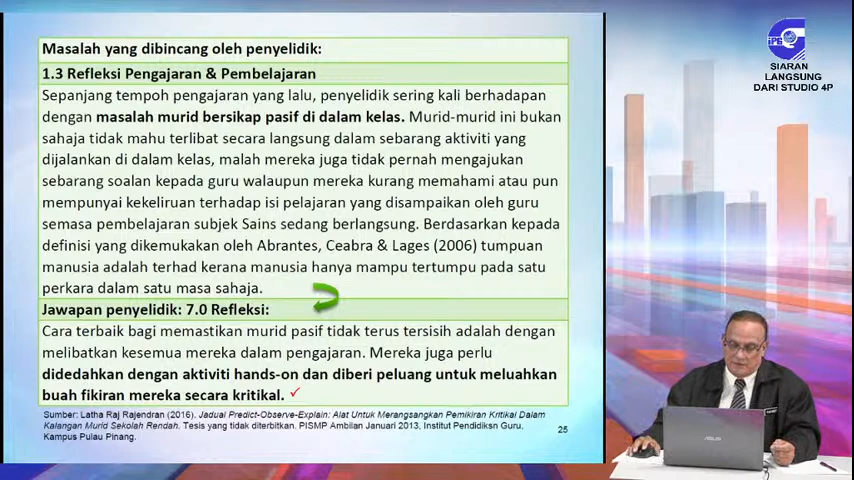 Masalah yang dibincang oleh penyelidik:
1.3 Refleksi Pengajaran & Pembelajaran
Sepanjang tempoh pengajaran yang lalu, penyelidik sering kali berhadapan
dengan masalah murid bersikap pasif di dalam kelas. Murid-murid ini bukan
sahaja tidak mahu terlibat secara langsung dalam sebarang aktiviti yang
dijalankan di dalam kelas, malah mereka juga tidak pernah mengajukan
sebarang soalan kepada guru walaupun mereka kurang memahami atau pun
mempunyai kekeliruan terhadap isi pelajaran yang disampaikan oleh guru
semasa pembelajaran subjek Sains sedang berlangsung. Berdasarkan kepada
definisi yang dikemukakan oleh Abrantes, Ceabra & Lages (2006) tumpuan
manusia adalah terhad kerana manusia hanya mampu tertumpu pada satu
perkara dalam satu masa sahaja.
Jawapan penyelidik: 7.0 Refleksi:
Cara terbaik bagi memastikan murid pasif tidak terus tersisih adalah dengan
melibatkan kesemua mereka dalam pengajaran. Mereka juga perlu
didedahkan dengan aktiviti hands-on dan diberi peluang untuk meluahkan
buah fikiran mereka secara kritikal. ✓
Sumber: Latha Raj Rajendran (2016). Jadual Predict-Observe-Explain: Alat Untuk Merangsangkan Pemikiran Kritikal Dalam
Kalangan Murid Sekolah Rendah. Tesis yang tidak diterbitkan. PISMP Ambilan Januari 2013, Institut Pendidiksn Guru,
Kampus Pulau Pinang.
25
SIARAN
LANGSUNG
DARI STUDIO 4P
ASUS